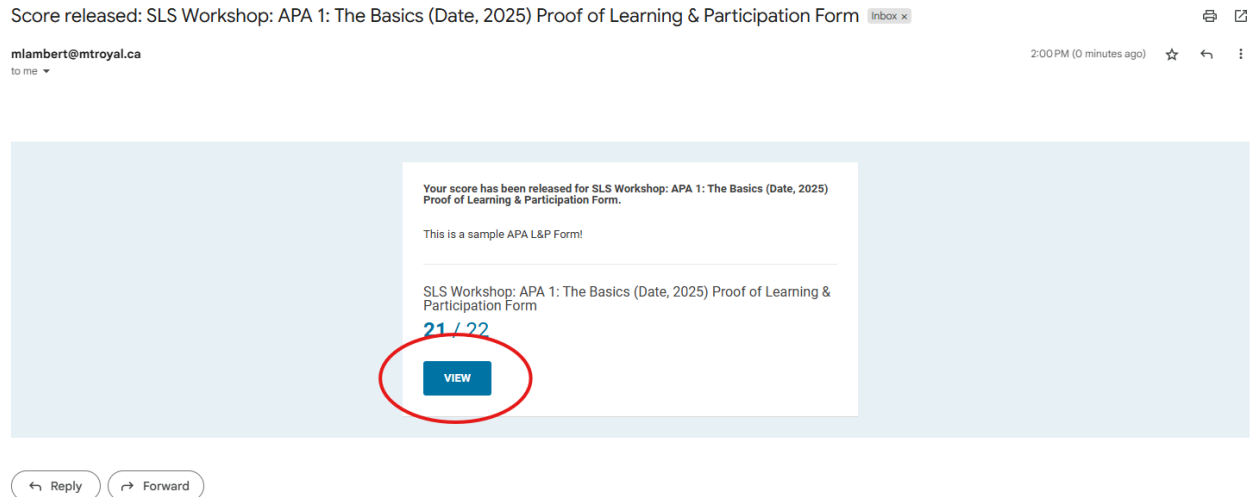 Score released: SLS Workshop: APA 1: The Basics (Date, 2025) Proof of Learning & Participation Form Inbox x
mlambert@mtroyal.ca 2:00 PM (0 minutes ago)
to me
Your score has been released for SLS Workshop: APA 1: The Basics (Date, 2025)
Proof of Learning & Participation Form.
This is a sample APA L&P Form!
SLS Workshop: APA 1: The Basics (Date, 2025) Proof of Learning &
Participation Form
21 / 22
VIEW
Reply Forward